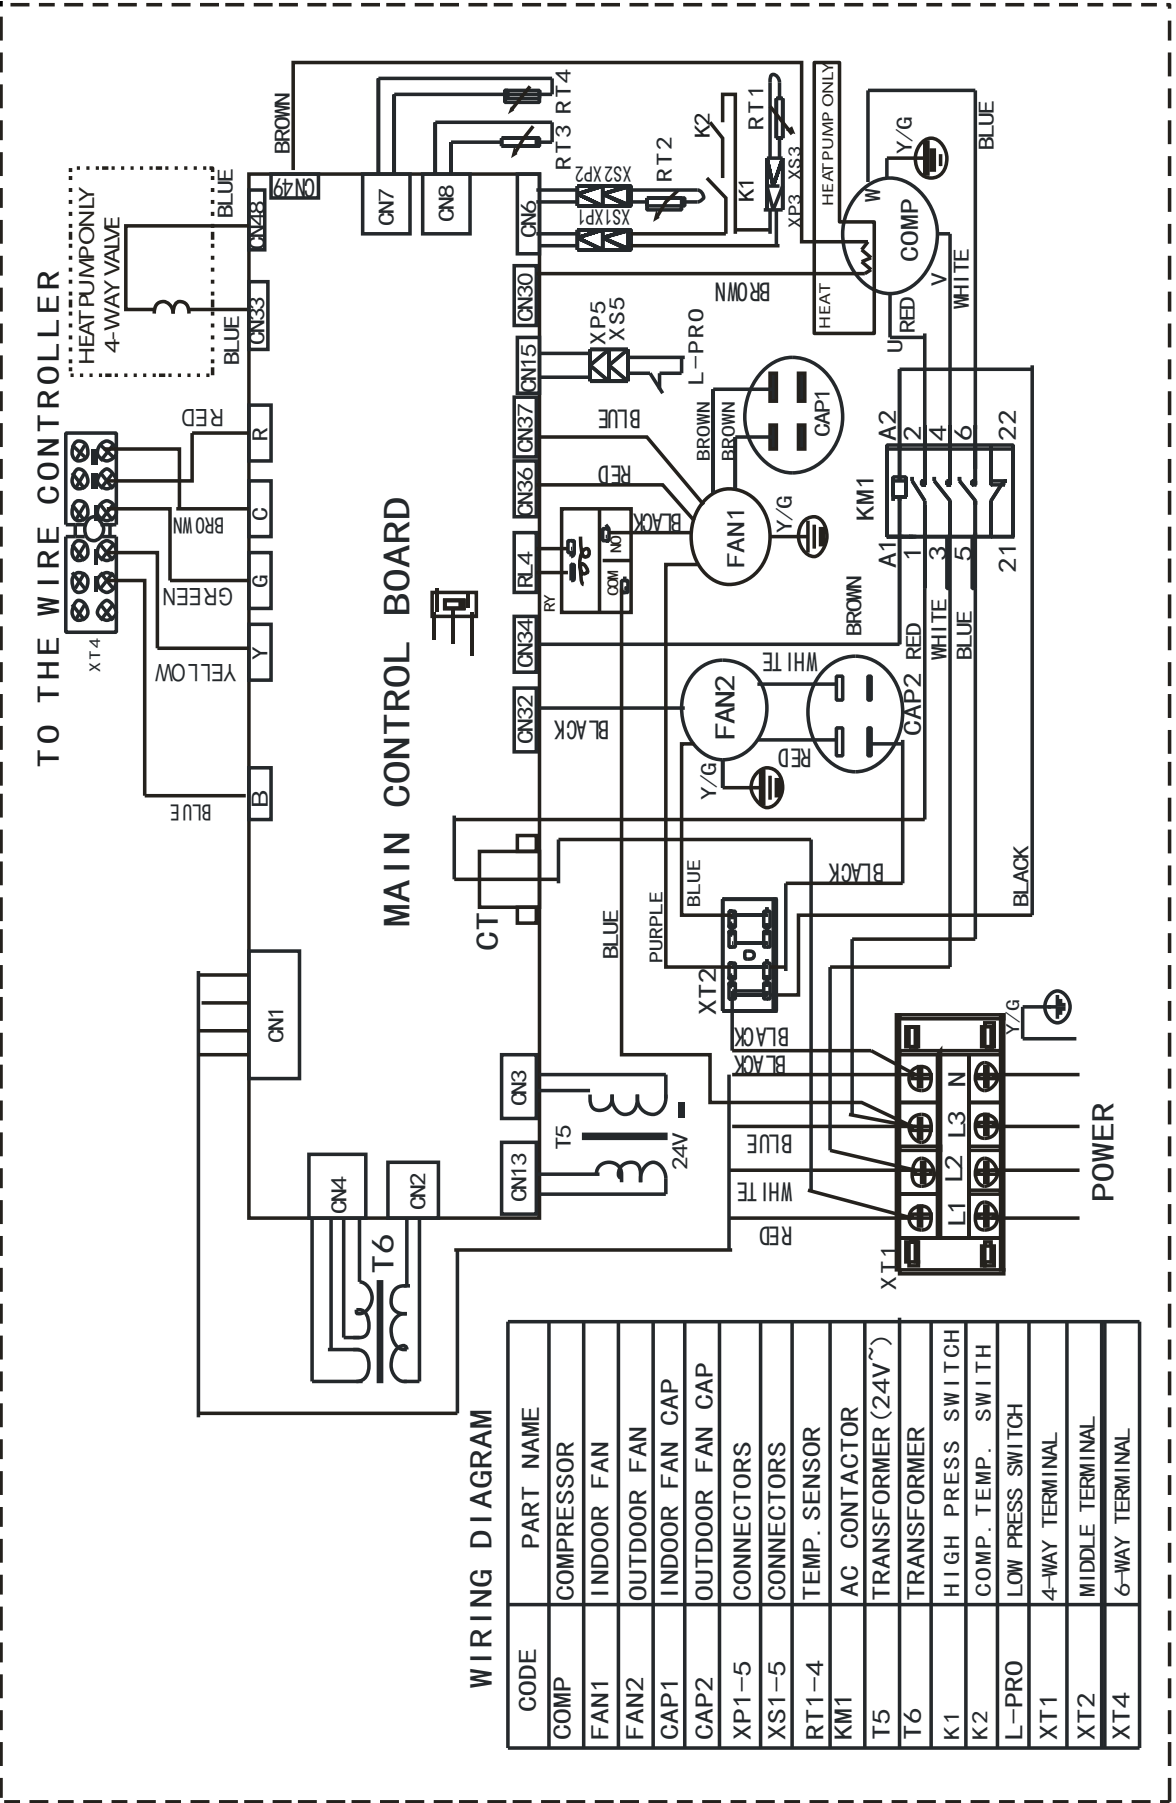 TO THE WIRE CONTROLLER
HEATPUMP ONLY
4-WAY VALVE
BLUE
BLUE
RED
BROWN
GREEN
YELLOW
BLUE
XT4
CN49
CN48
CN33
R
C
G
Y
B
CN1
BROWN
MAIN CONTROL BOARD
CN7
CN8
CN6
CN30
CN15
CN37
CN36
RL4
CN34
CN32
CT
CN3
CN13
CN4
CN2
T6
T5
24V
RT4
RT3
XS2XP2
XS1XP1
RT2
K2
K1
RT1
XP3 XS3
HEATPUMP ONLY
HEAT
BROWN
XP5
XS5
L-PRO
BLUE
RED
BLACK
RY
NO
COM
BROWN
BROWN
CAP1
FAN1
Y/G
COMP
W
Y/G
BLUE
V
WHITE
RED
U
A2
2
4
6
22
KM1
A1
1
3
5
21
BROWN
RED
WHITE
BLUE
WHITE
FAN2
CAP2
RED
BLACK
Y/G
BLUE
PURPLE
BLUE
BLACK
BLACK
XT2
BLACK
BLACK
BLUE
WHITE
RED
Y/G
N
L3
L2
L1
XT1
POWER
WIRING DIAGRAM
CODE PART NAME
COMP COMPRESSOR
FAN1 INDOOR FAN
FAN2 OUTDOOR FAN
CAP1 INDOOR FAN CAP
CAP2 OUTDOOR FAN CAP
XP1-5 CONNECTORS
XS1-5 CONNECTORS
RT1-4 TEMP.SENSOR
KM1 AC CONTACTOR
T5 TRANSFORMER(24V~)
T6 TRANSFORMER
K1 HIGH PRESS SWITCH
K2 COMP.TEMP. SWITH
L-PRO LOW PRESS SWITCH
XT1 4-WAY TERMINAL
XT2 MIDDLE TERMINAL
XT4 6-WAY TERMINAL